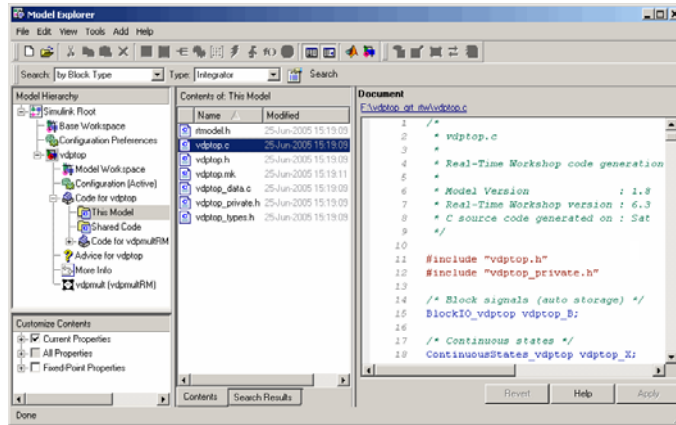 Model Explorer
File Edit View Tools Add Help
Search: by Block Type Type: Integrator Search
Model Hierarchy
Simulink Root
Base Workspace
Configuration Preferences
vdptop
Model Workspace
Configuration (Active)
Code for vdptop
This Model
Shared Code
Code for vdpmultRM
Advice for vdptop
More Info
vdpmult (vdpmultRM)
Customize Contents
Current Properties
All Properties
Fixed-Point Properties
Contents of: This Model
Name Modified
rtmodel.h 25-Jun-2005 15:19:09
vdptop.c 25-Jun-2005 15:19:09
vdptop.h 25-Jun-2005 15:19:09
vdptop.mk 25-Jun-2005 15:19:11
vdptop_data.c 25-Jun-2005 15:19:09
vdptop_private.h 25-Jun-2005 15:19:09
vdptop_types.h 25-Jun-2005 15:19:09
Contents Search Results
Document
F:\vdptop_grt_rtw\vdptop.c
1 /*
2 * vdptop.c
3 *
4 * Real-Time Workshop code generation
5 *
6 * Model Version : 1.8
7 * Real-Time Workshop version : 6.3
8 * C source code generated on : Sat
9 */
10
11 #include "vdptop.h"
12 #include "vdptop_private.h"
13
14 /* Block signals (auto storage) */
15 BlockIO_vdptop vdptop_B;
16
17 /* Continuous states */
18 ContinuousStates_vdptop vdptop_X;
Revert Help Apply
Done